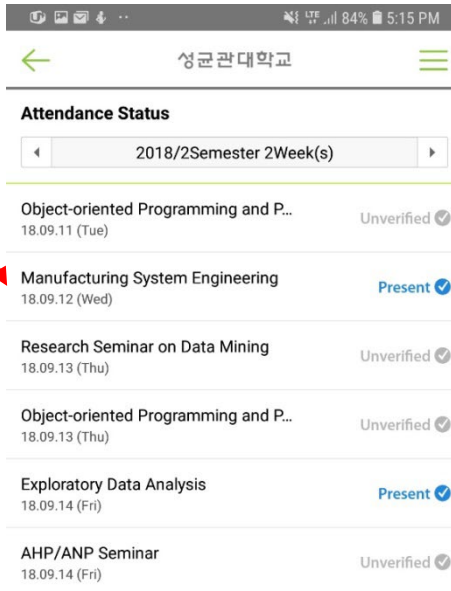 LTE 84% 5:15 PM
성균관대학교
Attendance Status
2018/2Semester 2Week(s)
Object-oriented Programming and P...
Unverified
18.09.11 (Tue)
Manufacturing System Engineering
Present
18.09.12 (Wed)
Research Seminar on Data Mining
Unverified
18.09.13 (Thu)
Object-oriented Programming and P...
Unverified
18.09.13 (Thu)
Exploratory Data Analysis
Present
18.09.14 (Fri)
AHP/ANP Seminar
Unverified
18.09.14 (Fri)